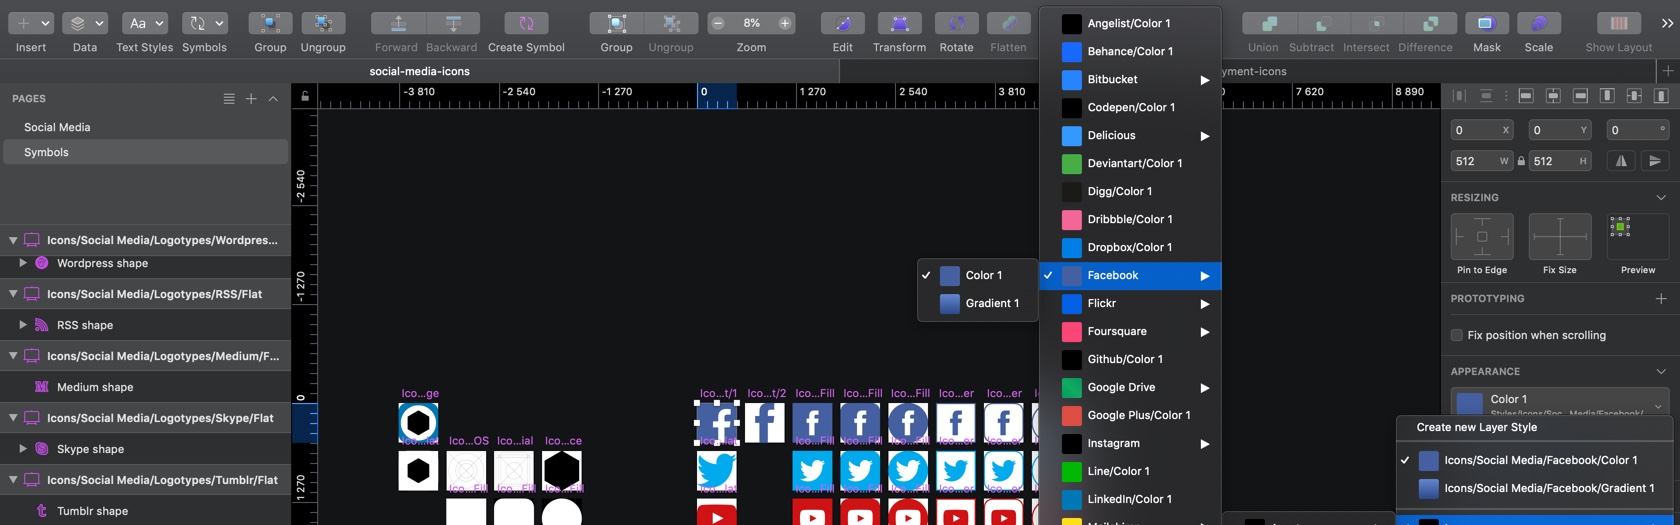 Insert Data Text Styles Symbols Group Ungroup Forward Backward Create Symbol Group Ungroup 8% Zoom Edit Transform Rotate Flatten Union Subtract Intersect Difference Mask Scale Show Layout
Aa
social-media-icons
yment-icons
PAGES
Social Media
Symbols
Icons/Social Media/Logotypes/Wordpres...
Wordpress shape
Icons/Social Media/Logotypes/RSS/Flat
RSS shape
Icons/Social Media/Logotypes/Medium/F...
Medium shape
Icons/Social Media/Logotypes/Skype/Flat
Skype shape
Icons/Social Media/Logotypes/Tumblr/Flat
Tumblr shape
-3 810 -2 540 -1 270 0 1 270 2 540 3 810 7 620 8 890
-2 540
-1 270
0
1 270
Ico...ge
Ico...t/1 Ico...t/2 Ico...Fill Ico...Fill Ico...Fill Ico...er Ico...er
Ico...OS Ico...ial Ico...ce
Color 1
Gradient 1
Angelist/Color 1
Behance/Color 1
Bitbucket
Codepen/Color 1
Delicious
Deviantart/Color 1
Digg/Color 1
Dribbble/Color 1
Dropbox/Color 1
Facebook
Flickr
Foursquare
Github/Color 1
Google Drive
Google Plus/Color 1
Instagram
Line/Color 1
LinkedIn/Color 1
0 X 0 Y 0 °
512 W 512 H
RESIZING
Pin to Edge Fix Size Preview
PROTOTYPING
Fix position when scrolling
APPEARANCE
Color 1
Create new Layer Style
Icons/Social Media/Facebook/Color 1
Icons/Social Media/Facebook/Gradient 1